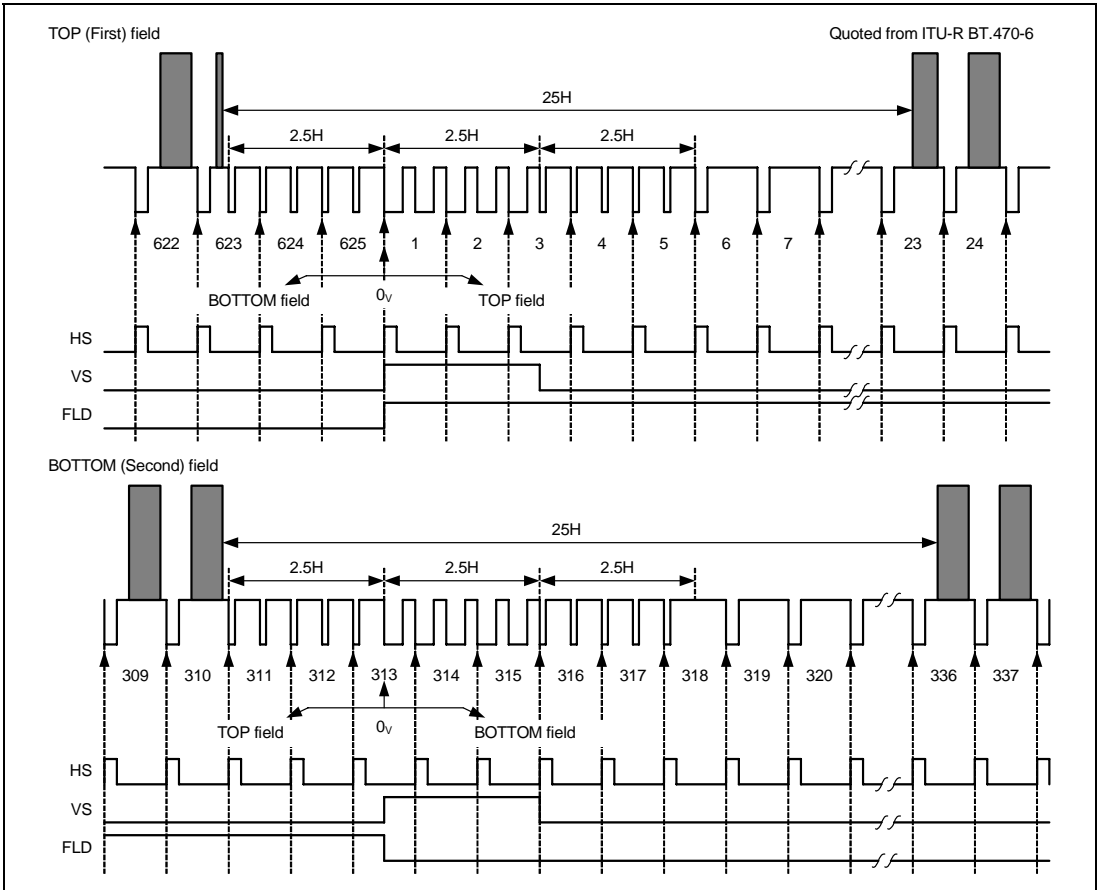 TOP (First) field
Quoted from ITU-R BT.470-6
25H
2.5H 2.5H 2.5H
622 623 624 625 1 2 3 4 5 6 7 23 24
BOTTOM field 0V TOP field
HS
VS
FLD
BOTTOM (Second) field
25H
2.5H 2.5H 2.5H
309 310 311 312 313 314 315 316 317 318 319 320 336 337
TOP field 0V BOTTOM field
HS
VS
FLD